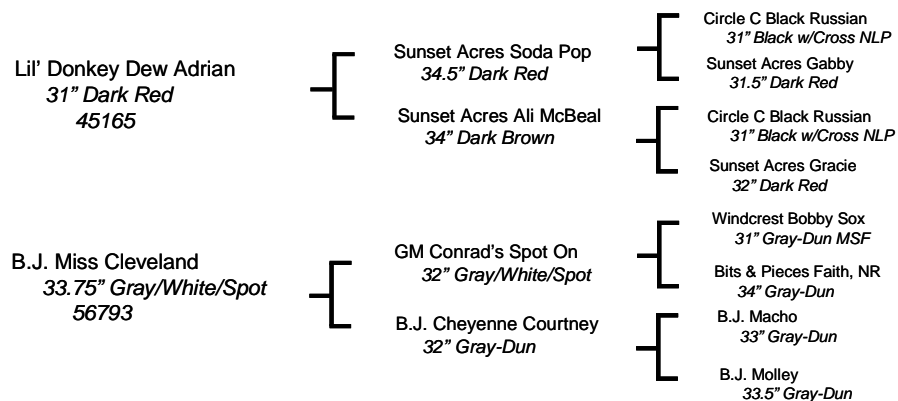 Lil' Donkey Dew Adrian
31” Dark Red
45165
Sunset Acres Soda Pop
34.5” Dark Red
Sunset Acres Ali McBeal
34” Dark Brown
Circle C Black Russian
31” Black w/Cross NLP
Sunset Acres Gabby
31.5” Dark Red
Circle C Black Russian
31” Black w/Cross NLP
Sunset Acres Gracie
32” Dark Red
B.J. Miss Cleveland
33.75” Gray/White/Spot
56793
GM Conrad's Spot On
32” Gray/White/Spot
B.J. Cheyenne Courtney
32” Gray-Dun
Windcrest Bobby Sox
31” Gray-Dun MSF
Bits & Pieces Faith, NR
34” Gray-Dun
B.J. Macho
33” Gray-Dun
B.J. Molley
33.5” Gray-Dun